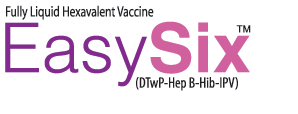 Fully Liquid Hexavalent Vaccine
EasySix™
(DTwP-Hep B-Hib-IPV)